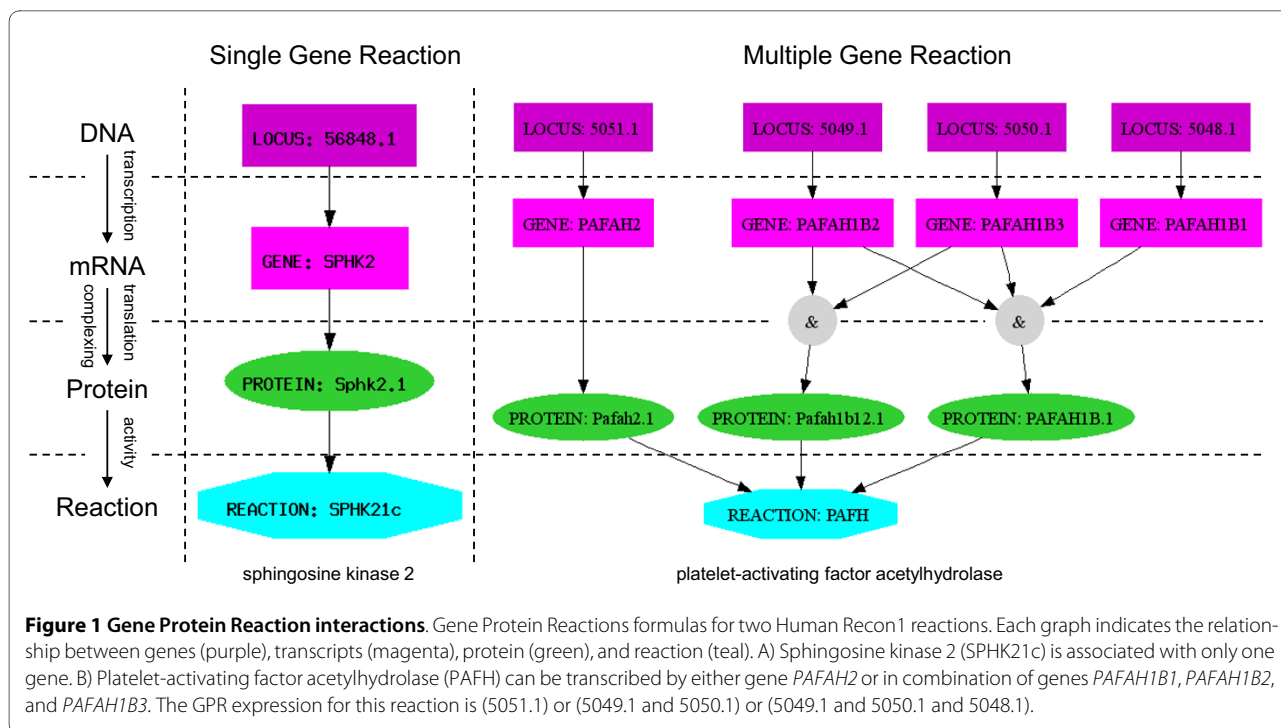 Single Gene Reaction
Multiple Gene Reaction
DNA
transcription
mRNA
translation
complexing
Protein
activity
Reaction
LOCUS: 56848.1
GENE: SPHK2
PROTEIN: Sphk2.1
REACTION: SPHK21c
sphingosine kinase 2
LOCUS: 5051.1
LOCUS: 5049.1
LOCUS: 5050.1
LOCUS: 5048.1
GENE: PAFAH2
GENE: PAFAH1B2
GENE: PAFAH1B3
GENE: PAFAH1B1
&
&
PROTEIN: Pafah2.1
PROTEIN: Pafah1b12.1
PROTEIN: PAFAH1B.1
REACTION: PAFH
platelet-activating factor acetylhydrolase
Figure 1 Gene Protein Reaction interactions. Gene Protein Reactions formulas for two Human Recon1 reactions. Each graph indicates the relation-
ship between genes (purple), transcripts (magenta), protein (green), and reaction (teal). A) Sphingosine kinase 2 (SPHK21c) is associated with only one
gene. B) Platelet-activating factor acetylhydrolase (PAFH) can be transcribed by either gene PAFAH2 or in combination of genes PAFAH1B1, PAFAH1B2,
and PAFAH1B3. The GPR expression for this reaction is (5051.1) or (5049.1 and 5050.1) or (5049.1 and 5050.1 and 5048.1).